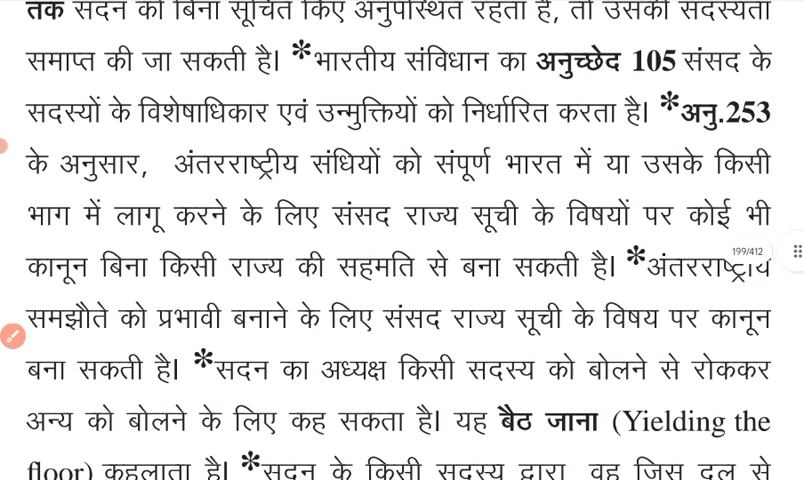 तक सदन को बिना सूचित किए अनुपस्थित रहता है, तो उसकी सदस्यता
समाप्त की जा सकती है। *भारतीय संविधान का अनुच्छेद 105 संसद के
सदस्यों के विशेषाधिकार एवं उन्मुक्तियों को निर्धारित करता है। *अनु.253
के अनुसार, अंतरराष्ट्रीय संधियों को संपूर्ण भारत में या उसके किसी
भाग में लागू करने के लिए संसद राज्य सूची के विषयों पर कोई भी
199/412
कानून बिना किसी राज्य की सहमति से बना सकती है। *अंतरराष्ट्रीय
समझौते को प्रभावी बनाने के लिए संसद राज्य सूची के विषय पर कानून
बना सकती है। *सदन का अध्यक्ष किसी सदस्य को बोलने से रोककर
अन्य को बोलने के लिए कह सकता है। यह बैठ जाना (Yielding the
floor) कहलाता है। *सदन के किसी सदस्य द्वारा, वह जिस दल से